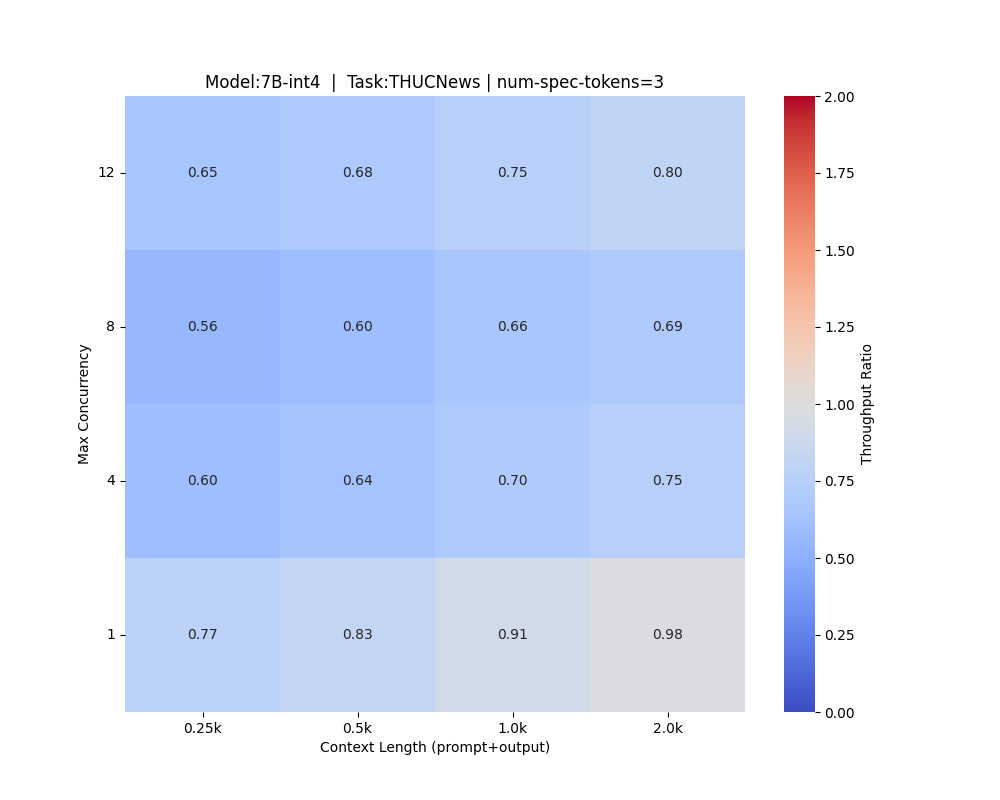 Model:7B-int4 | Task:THUCNews | num-spec-tokens=3
12 0.65 0.68 0.75 0.80
8 0.56 0.60 0.66 0.69
4 0.60 0.64 0.70 0.75
1 0.77 0.83 0.91 0.98
0.25k 0.5k 1.0k 2.0k
Context Length (prompt+output)
Max Concurrency
2.00
1.75
1.50
1.25
1.00
0.75
0.50
0.25
0.00
Throughput Ratio